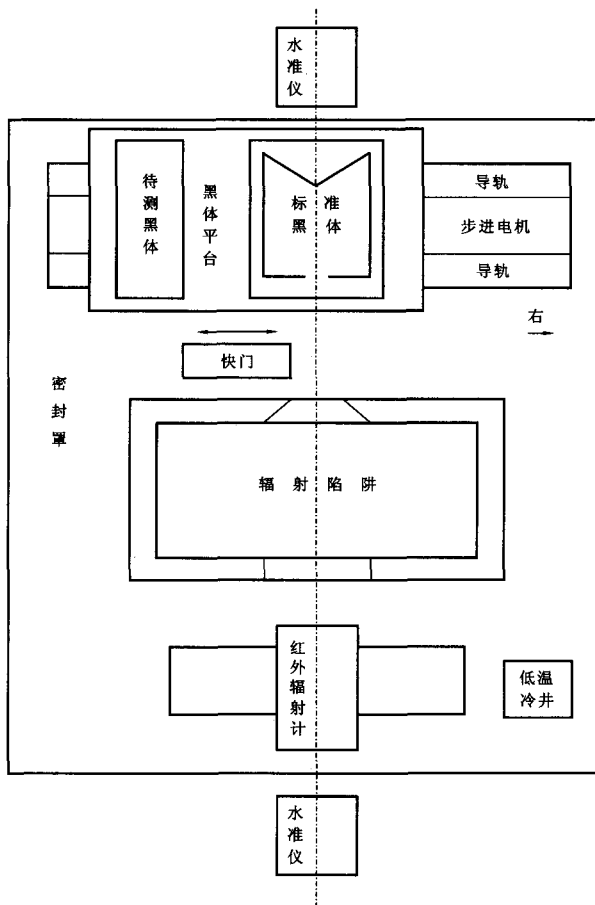 水准仪
待测黑体
黑体平台
标准
黑体
导轨
步进电机
导轨
右
快门
密封罩
辐射陷阱
红外辐射计
低温
冷井
水准仪